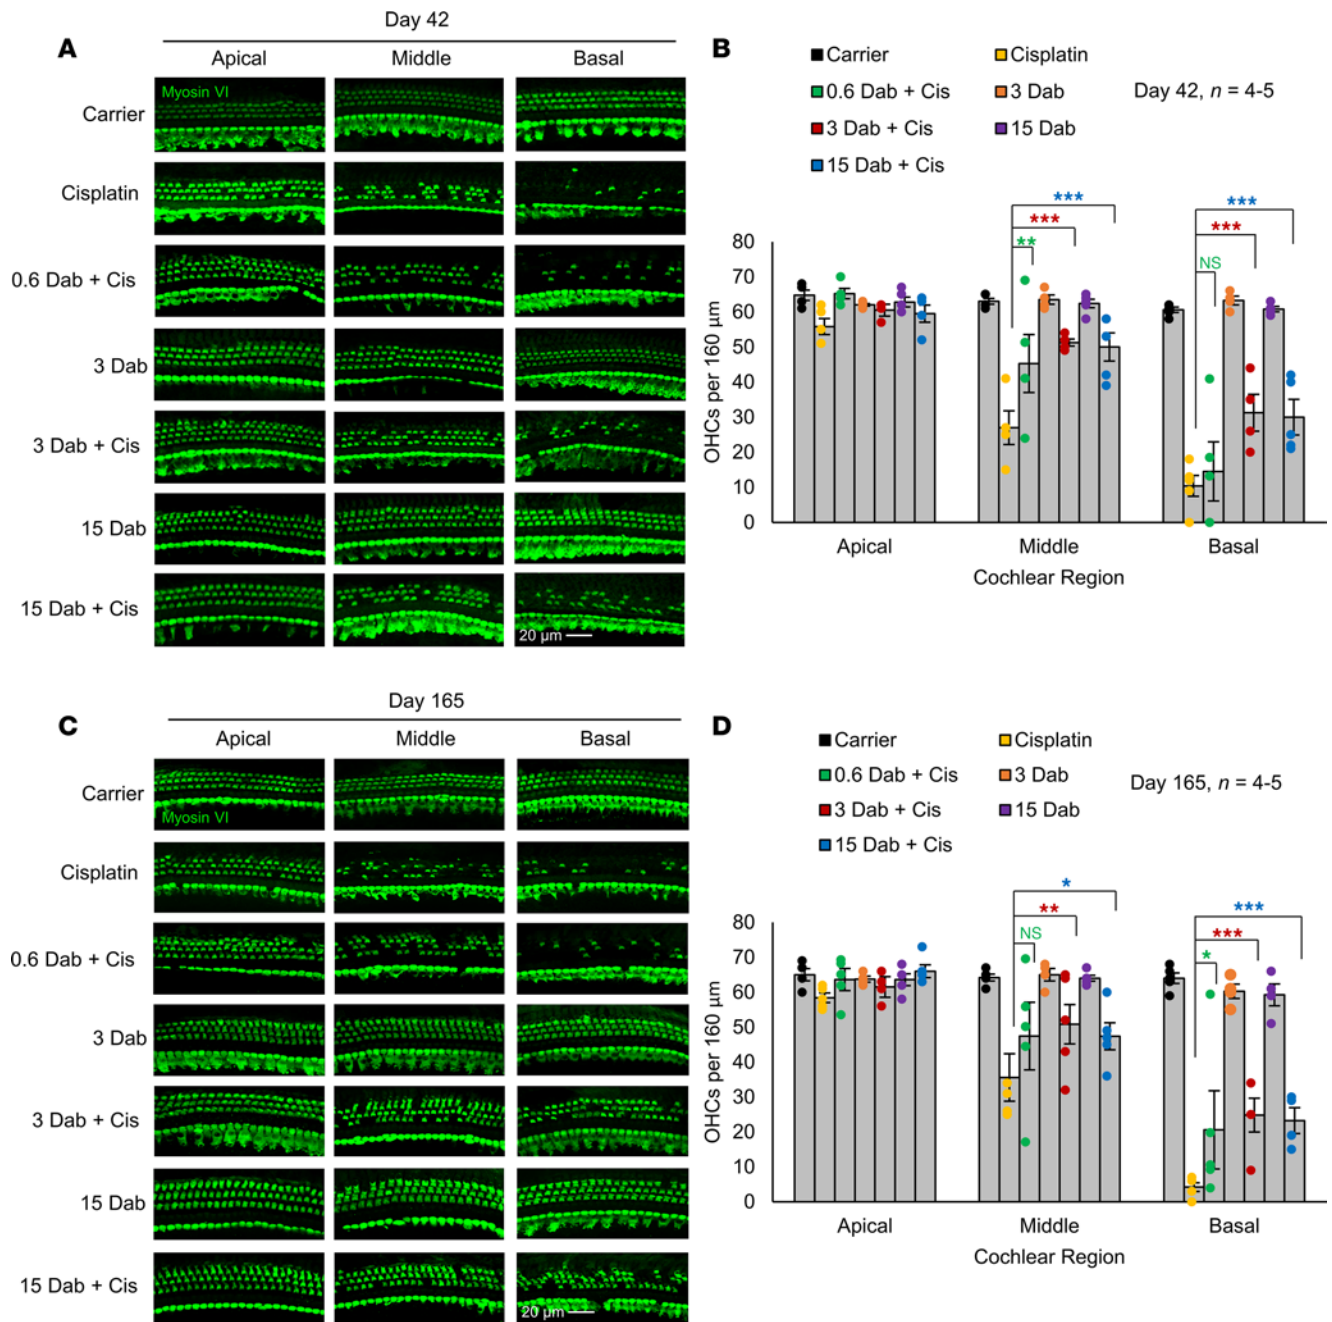 Day 42
A
Apical Middle Basal
Myosin VI
Carrier
Cisplatin
0.6 Dab + Cis
3 Dab
3 Dab + Cis
15 Dab
15 Dab + Cis
20 µm
B
Carrier Cisplatin
0.6 Dab + Cis 3 Dab
3 Dab + Cis 15 Dab
15 Dab + Cis
Day 42, n = 4-5
*** ***
*** ***
** NS
OHCs per 160 µm
80
70
60
50
40
30
20
10
0
Apical Middle Basal
Cochlear Region
Day 165
C
Apical Middle Basal
Carrier
Myosin VI
Cisplatin
0.6 Dab + Cis
3 Dab
3 Dab + Cis
15 Dab
15 Dab + Cis
20 µm
D
Carrier Cisplatin
0.6 Dab + Cis 3 Dab
3 Dab + Cis 15 Dab
15 Dab + Cis
Day 165, n = 4-5
* ***
** ***
NS *
OHCs per 160 µm
80
70
60
50
40
30
20
10
0
Apical Middle Basal
Cochlear Region